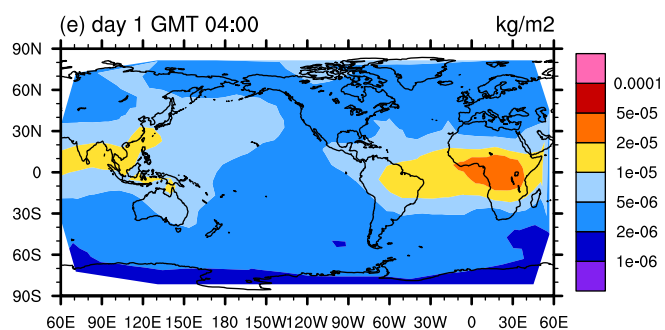 (e) day 1 GMT 04:00 kg/m2
90N
60N
30N
0
30S
60S
90S
60E 90E 120E 150E 180 150W 120W 90W 60W 30W 0 30E 60E
0.0001
5e-05
2e-05
1e-05
5e-06
2e-06
1e-06